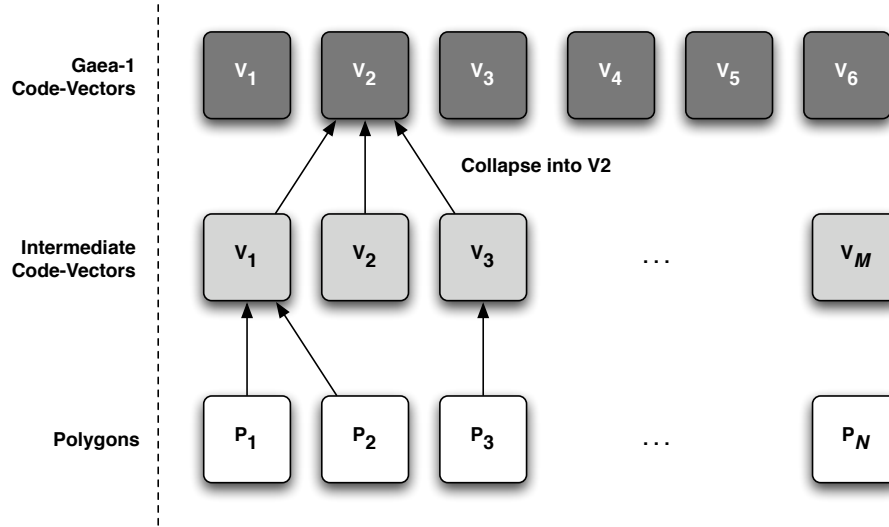 Gaea-1
Code-Vectors
V1 V2 V3 V4 V5 V6
Collapse into V2
Intermediate
Code-Vectors
V1 V2 V3 ... VM
Polygons
P1 P2 P3 ... PN